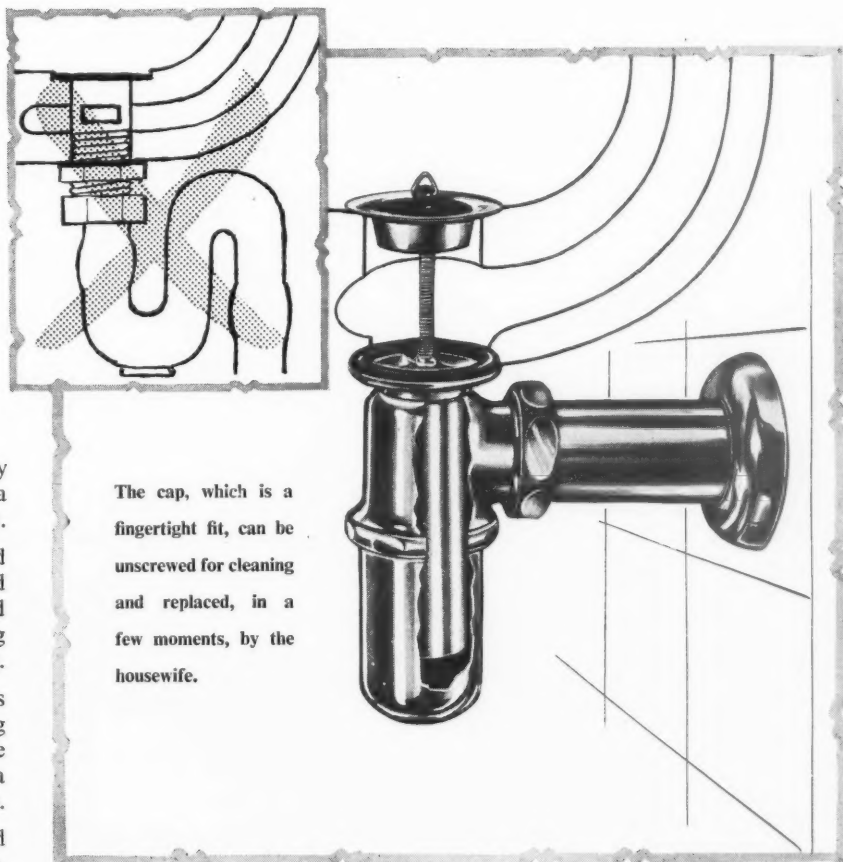 y
a
.
d
d
d
g
.
s
g
e
a
.
d
The cap, which is a
fingertight fit, can be
unscrewed for cleaning
and replaced, in a
few moments, by the
housewife.